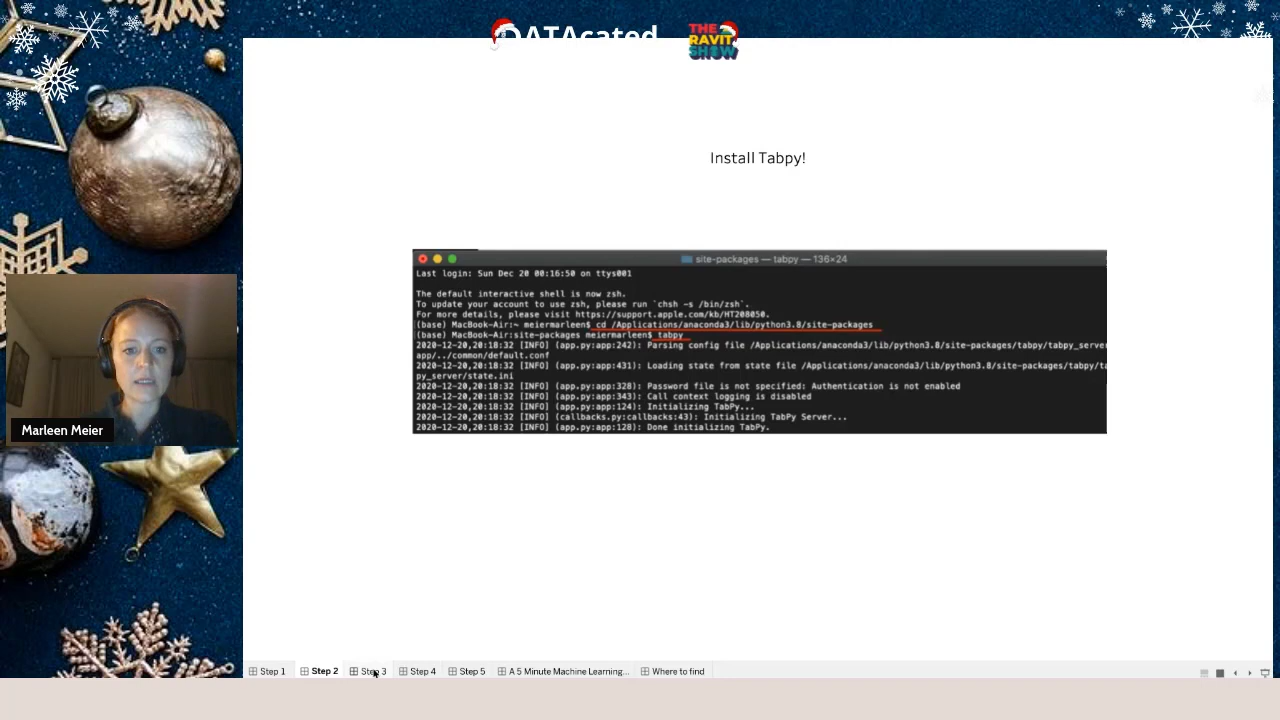 DATAcated
THE
RAVIT
SHOW
Install Tabpy!
site-packages — tabpy — 136×24
Last login: Sun Dec 20 00:16:50 on ttys001
The default interactive shell is now zsh.
To update your account to use zsh, please run `chsh -s /bin/zsh`.
For more details, please visit https://support.apple.com/kb/HT208050.
(base) MacBook-Air:~ meiermarleen$ cd /Applications/anaconda3/lib/python3.8/site-packages
(base) MacBook-Air:site-packages meiermarleen$ tabpy
2020-12-20,20:18:32 [INFO] (app.py:app:242): Parsing config file /Applications/anaconda3/lib/python3.8/site-packages/tabpy/tabpy_server
app/../common/default.conf
2020-12-20,20:18:32 [INFO] (app.py:app:431): Loading state from state file /Applications/anaconda3/lib/python3.8/site-packages/tabpy/ta
py_server/state.ini
2020-12-20,20:18:32 [INFO] (app.py:app:328): Password file is not specified: Authentication is not enabled
2020-12-20,20:18:32 [INFO] (app.py:app:343): Call context logging is disabled
2020-12-20,20:18:32 [INFO] (app.py:app:124): Initializing TabPy...
2020-12-20,20:18:32 [INFO] (callbacks.py:callbacks:43): Initializing TabPy Server...
2020-12-20,20:18:32 [INFO] (app.py:app:128): Done initializing TabPy.
Marleen Meier
Step 1 Step 2 Step 3 Step 4 Step 5 A 5 Minute Machine Learning... Where to find